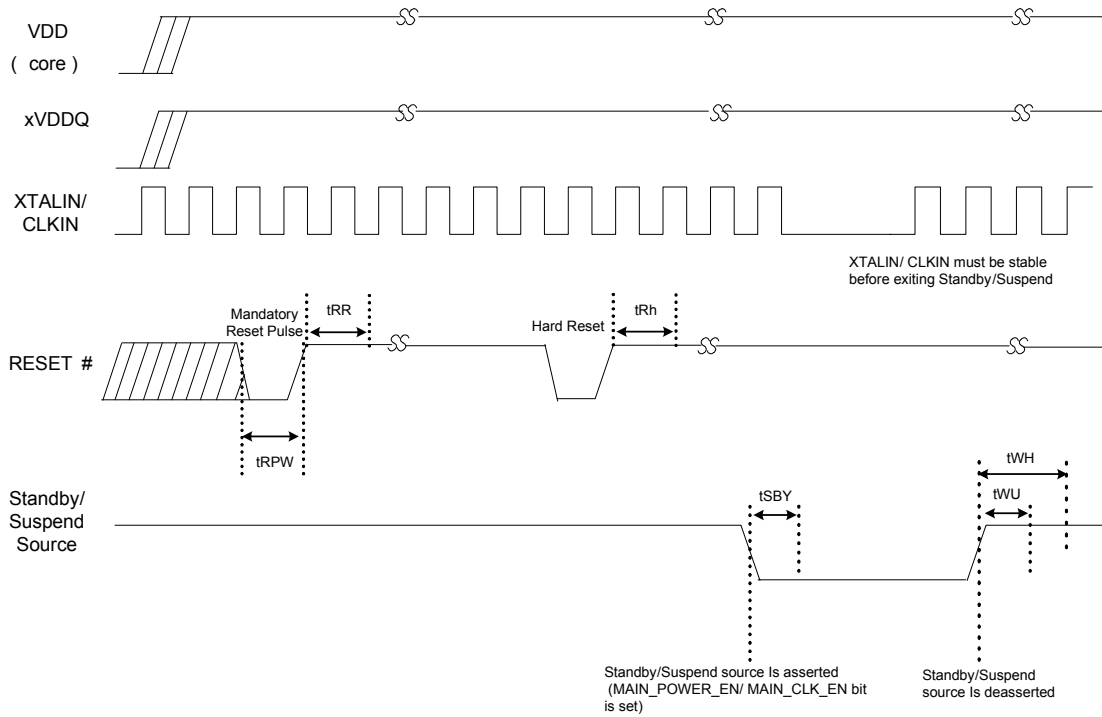 VDD
( core )
xVDDQ
XTALIN/
CLKIN
XTALIN/ CLKIN must be stable
before exiting Standby/Suspend
Mandatory
Reset Pulse
tRR
Hard Reset
tRh
RESET #
tRPW
tWH
tSBY
tWU
Standby/
Suspend
Source
Standby/Suspend source Is asserted
(MAIN_POWER_EN/ MAIN_CLK_EN bit
is set)
Standby/Suspend
source Is deasserted